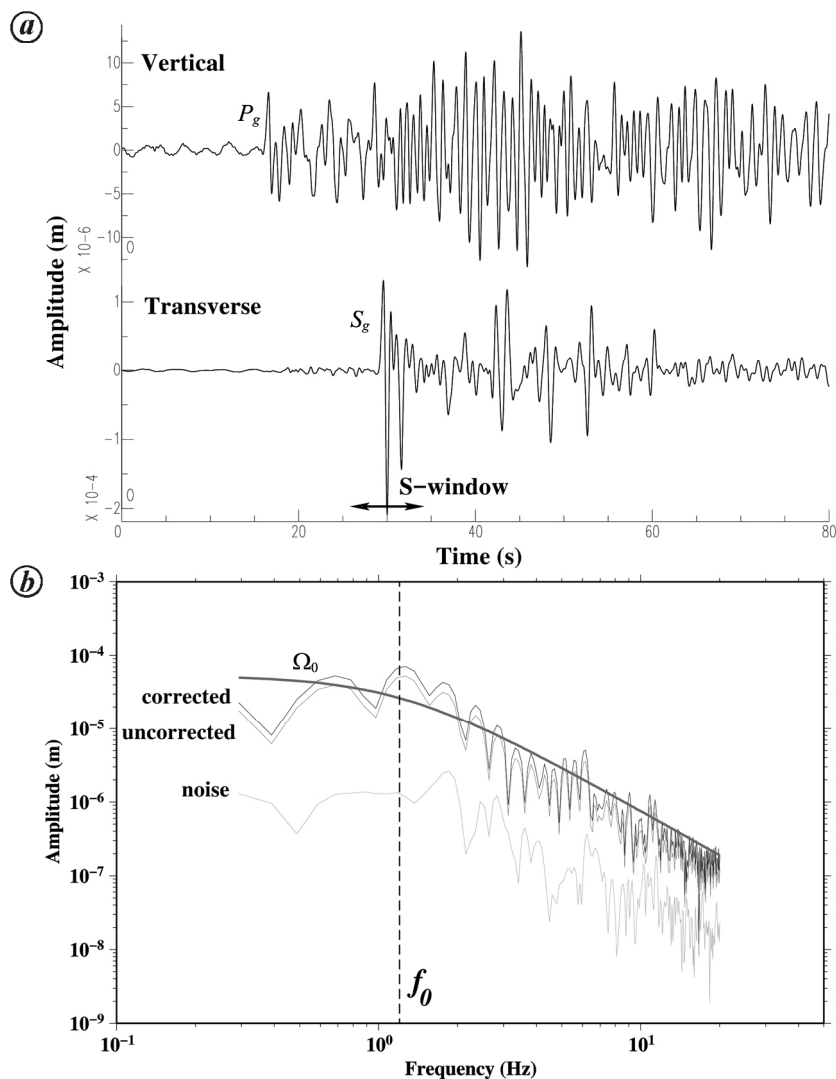 a
Vertical
Pg
10
5
0
−5
−10
0
X 10−6
Amplitude (m)
Transverse
Sg
1
0
−1
−2
0
X 10−4
S−window
0 20 40 60 80
Time (s)
b
10−3
10−4
10−5
10−6
10−7
10−8
10−9
Amplitude (m)
Ω0
corrected
uncorrected
noise
f0
10−1 100 101
Frequency (Hz)